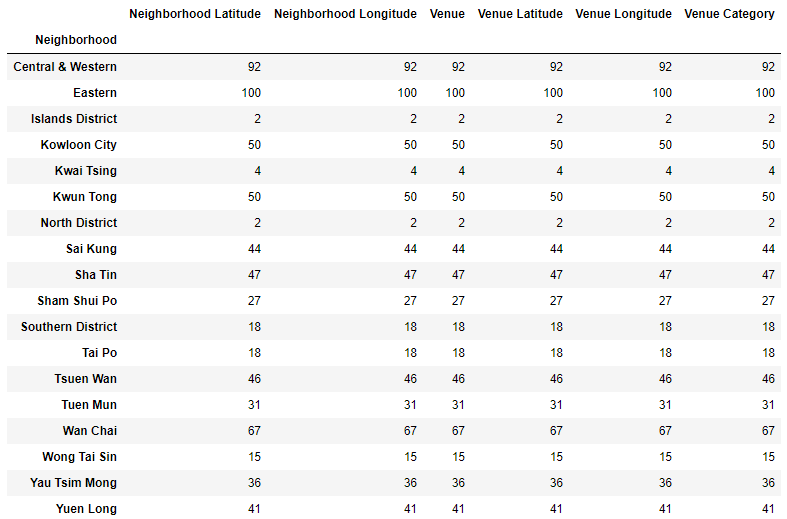 Neighborhood Latitude Neighborhood Longitude Venue Venue Latitude Venue Longitude Venue Category
Neighborhood
Central & Western 92 92 92 92 92 92
Eastern 100 100 100 100 100 100
Islands District 2 2 2 2 2 2
Kowloon City 50 50 50 50 50 50
Kwai Tsing 4 4 4 4 4 4
Kwun Tong 50 50 50 50 50 50
North District 2 2 2 2 2 2
Sai Kung 44 44 44 44 44 44
Sha Tin 47 47 47 47 47 47
Sham Shui Po 27 27 27 27 27 27
Southern District 18 18 18 18 18 18
Tai Po 18 18 18 18 18 18
Tsuen Wan 46 46 46 46 46 46
Tuen Mun 31 31 31 31 31 31
Wan Chai 67 67 67 67 67 67
Wong Tai Sin 15 15 15 15 15 15
Yau Tsim Mong 36 36 36 36 36 36
Yuen Long 41 41 41 41 41 41